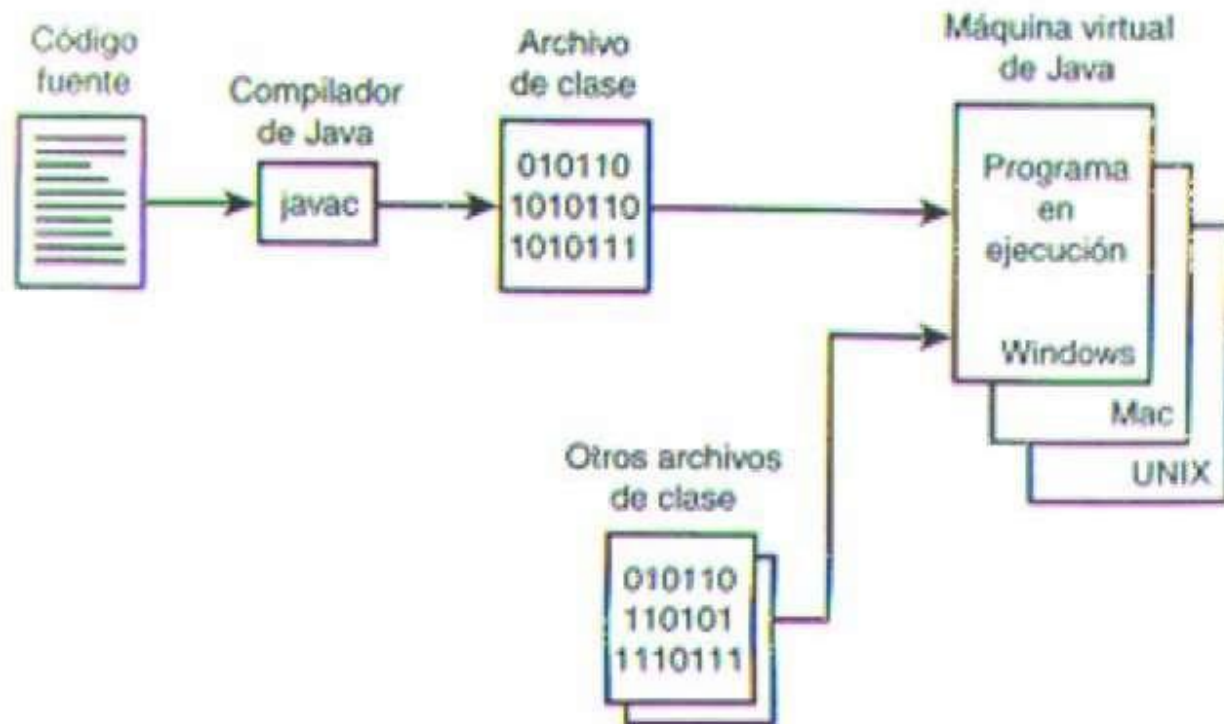 Código
fuente
Compilador
de Java
javac
Archivo
de clase
010110
1010110
1010111
Máquina virtual
de Java
Programa
en
ejecución
Windows
Mac
UNIX
Otros archivos
de clase
010110
110101
1110111